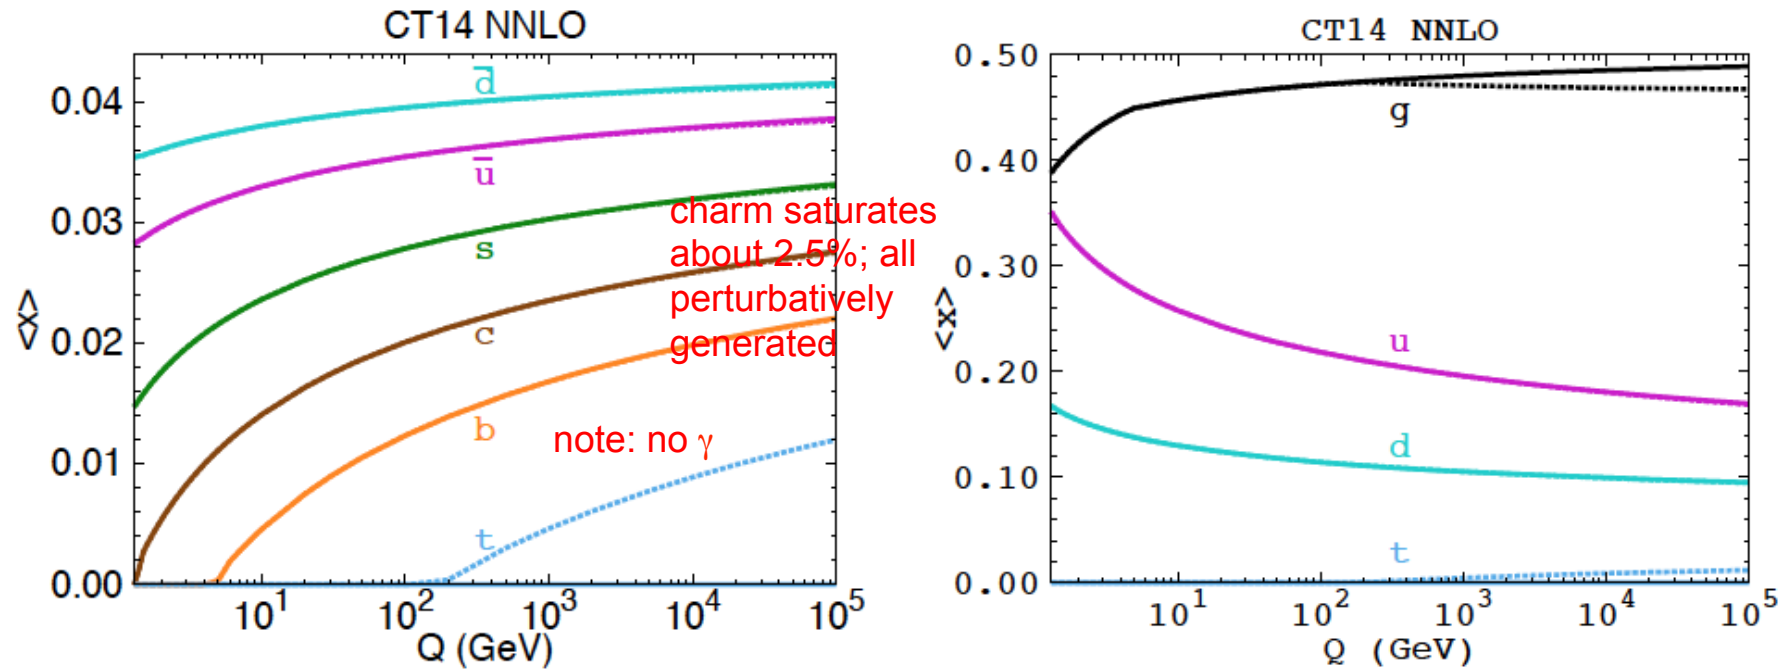 CT14 NNLO
0.04
0.03
0.02
0.01
0.00
<x>
d̅
u̅
s
c
b
t
charm saturates
about 2.5%; all
perturbatively
generated
note: no γ
10¹ 10² 10³ 10⁴ 10⁵
Q (GeV)
CT14 NNLO
0.50
0.40
0.30
0.20
0.10
0.00
<x>
g
u
d
t
10¹ 10² 10³ 10⁴ 10⁵
Q (GeV)